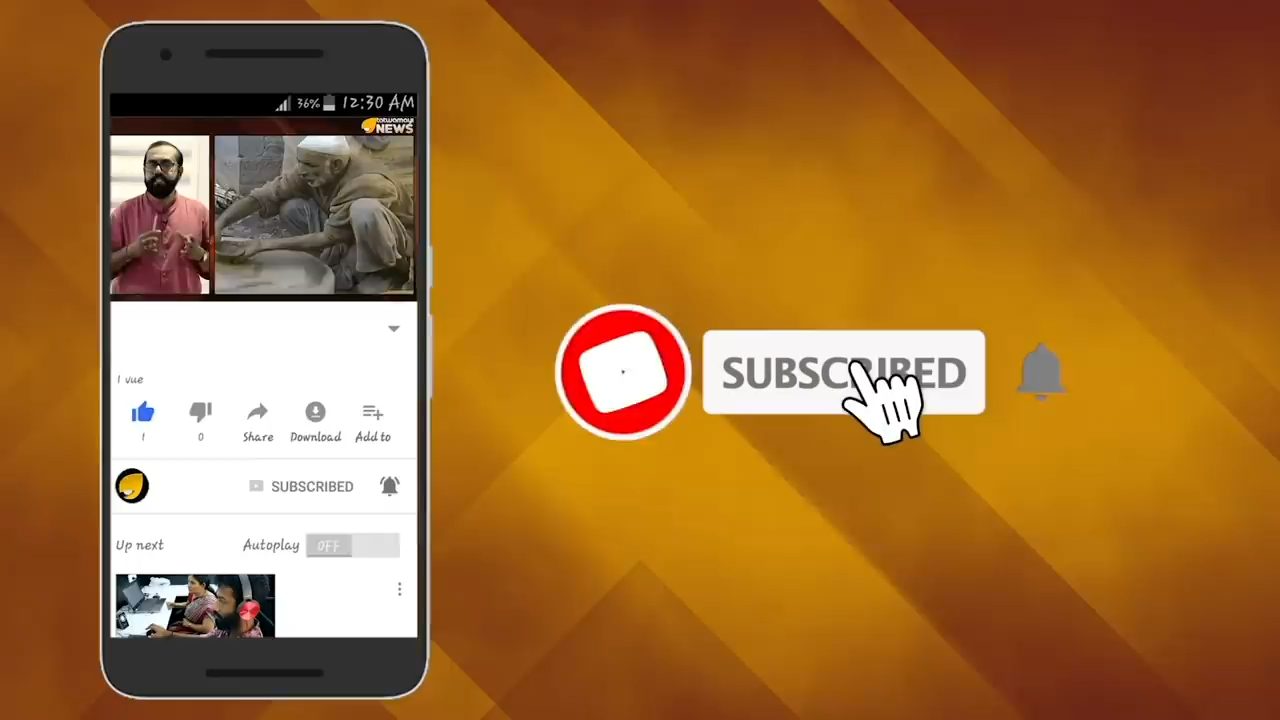 36% 12:30 AM
tatwamayi
NEWS
1 vue
1
0
Share
Download
Add to
SUBSCRIBED
Up next
Autoplay
OFF
SUBSCRIBED